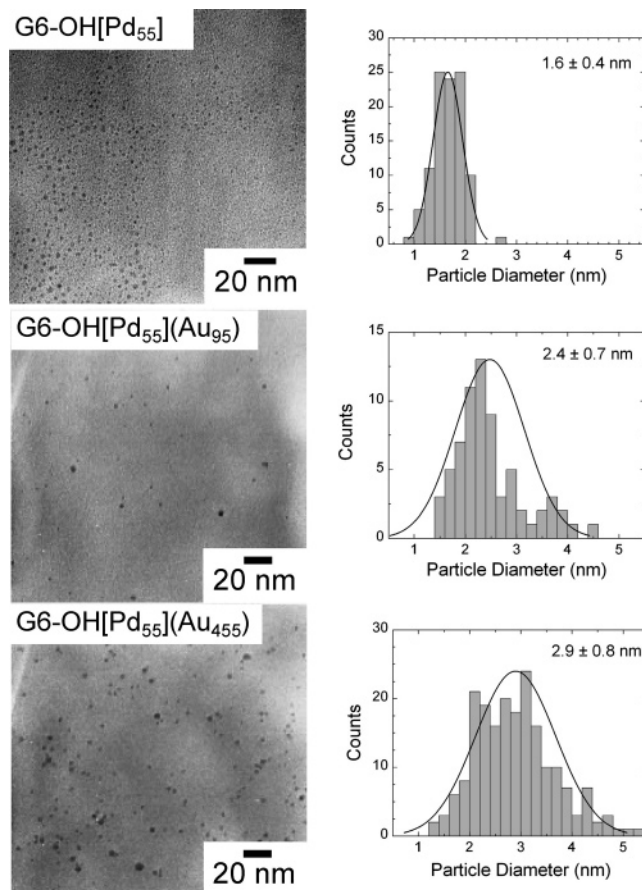 G6-OH[Pd55]
20 nm
1.6 ± 0.4 nm
30
25
20
15
10
5
0
Counts
1 2 3 4 5
Particle Diameter (nm)
G6-OH[Pd55](Au95)
20 nm
2.4 ± 0.7 nm
15
10
5
0
Counts
1 2 3 4 5
Particle Diameter (nm)
G6-OH[Pd55](Au455)
20 nm
2.9 ± 0.8 nm
30
20
10
0
Counts
1 2 3 4 5
Particle Diameter (nm)